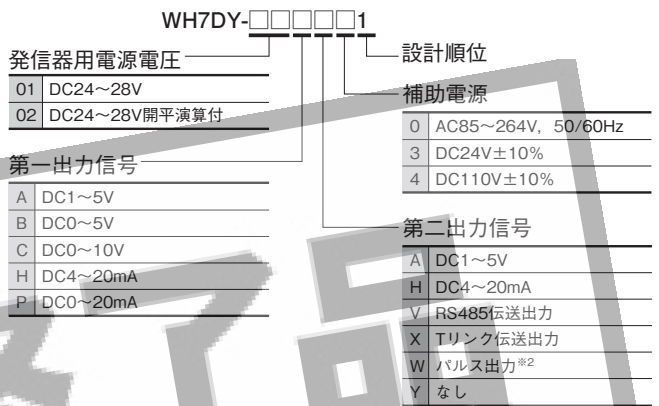 WH7DY-□□□□□1
発信器用電源電圧
01 DC24～28V
02 DC24～28V開平演算付
第一出力信号
A DC1～5V
B DC0～5V
C DC0～10V
H DC4～20mA
P DC0～20mA
設計順位
補助電源
0 AC85～264V, 50/60Hz
3 DC24V±10%
4 DC110V±10%
第二出力信号
A DC1～5V
H DC4～20mA
V RS485伝送出力
X Tリンク伝送出力
W パルス出力※2
Y なし
了品